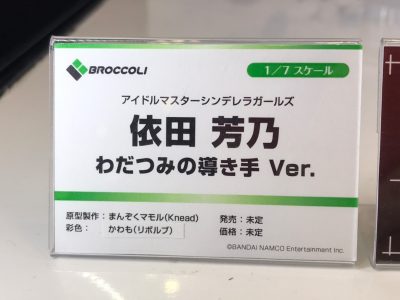 BROCCOLI
1/7 スケール
アイドルマスターシンデレラガールズ
依田 芳乃
わだつみの導き手 Ver.
原型製作：まんぞくマモル(Knead) 発売：未定
彩色： かわも(リボルブ) 価格：未定
©BANDAI NAMCO Entertainment Inc.